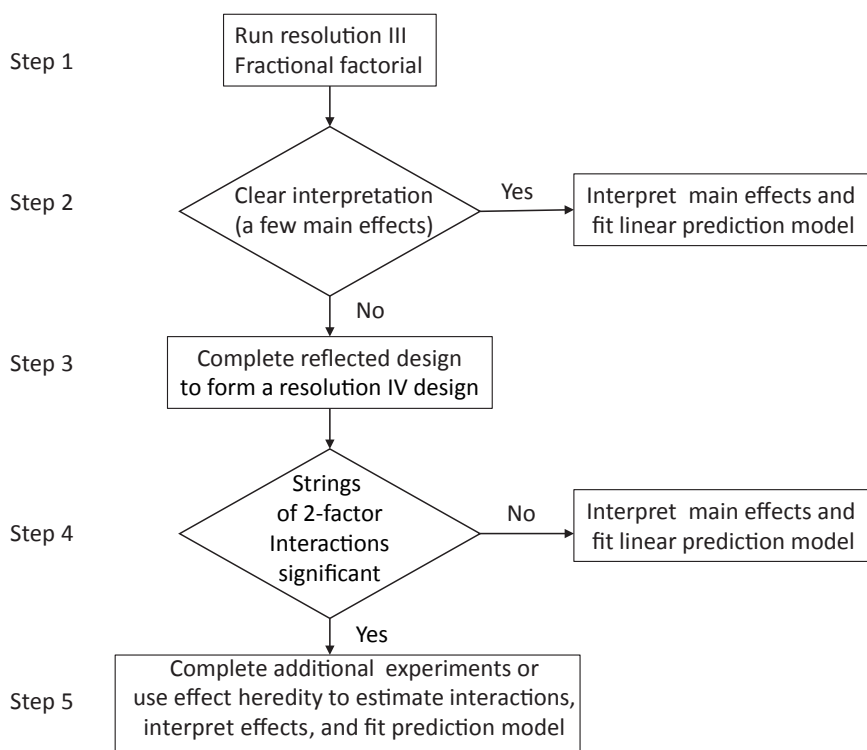 Step 1
Run resolution III
Fractional factorial
Step 2
Clear interpretation
(a few main effects)
Yes
Interpret main effects and
fit linear prediction model
No
Step 3
Complete reflected design
to form a resolution IV design
Step 4
Strings
of 2-factor
Interactions
significant
No
Interpret main effects and
fit linear prediction model
Yes
Step 5
Complete additional experiments or
use effect heredity to estimate interactions,
interpret effects, and fit prediction model